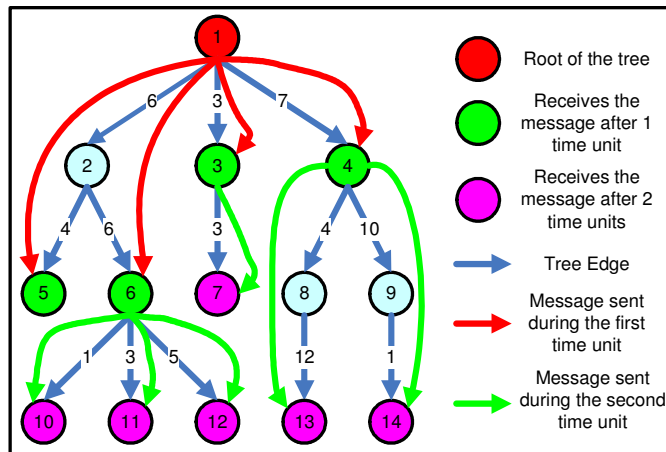 1
6
3
7
2
3
4
4
6
3
4
10
5
6
7
8
9
1
3
5
12
1
10
11
12
13
14
Root of the tree
Receives the
message after 1
time unit
Receives the
message after 2
time units
Tree Edge
Message sent
during the first
time unit
Message sent
during the second
time unit